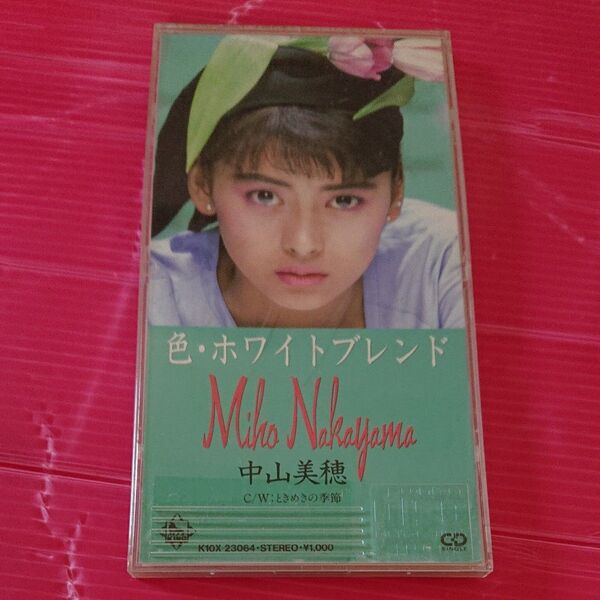 色・ホワイトブレンド
Miho Nakayama
中山美穂
C/W:ときめきの季節
K10X 23064・STEREO・¥1,000
CD
SINGLE